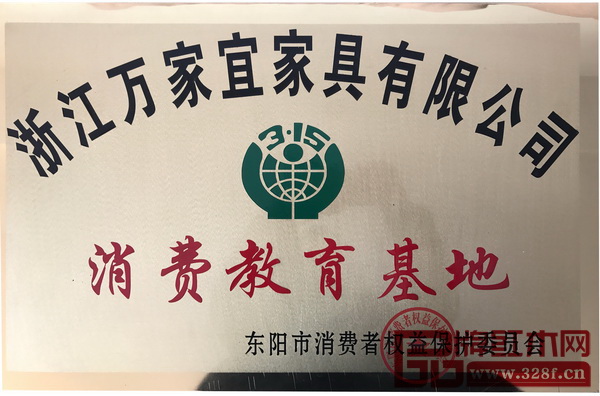 浙江万家宜家具有限公司
3·15
消费教育基地
东阳市消费者权益保护委员会
www.328f.cn